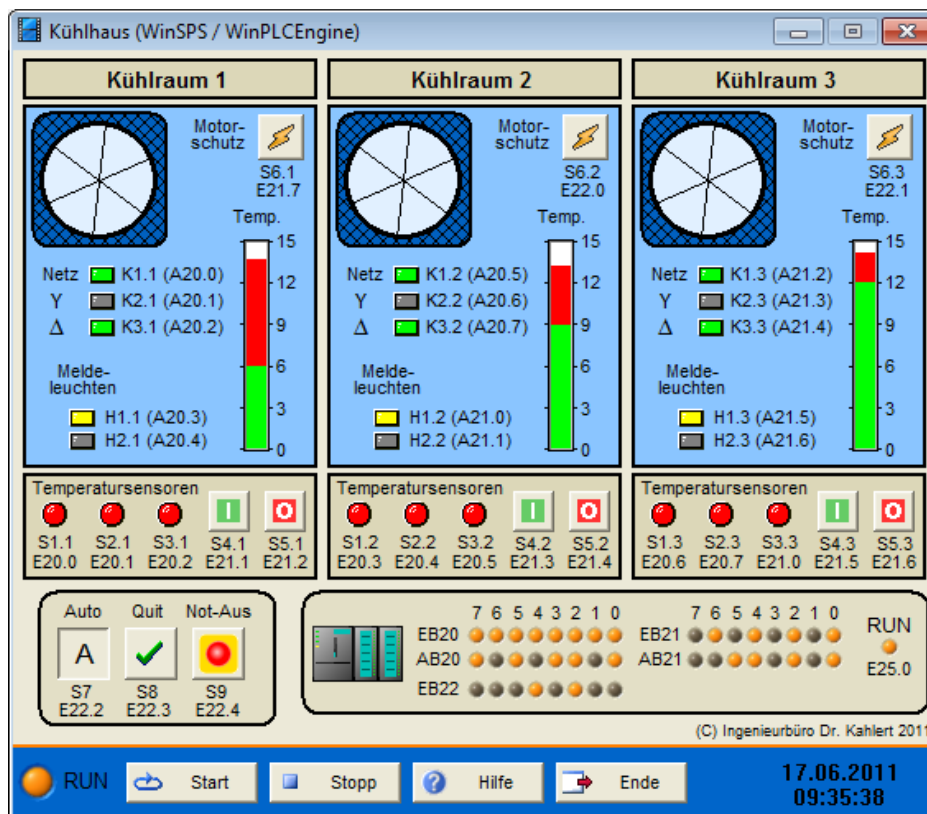 Kühlhaus (WinSPS / WinPLCEngine)
Kühlraum 1
Motor-
schutz
S6.1
E21.7
Temp.
15
12
9
6
3
0
Netz K1.1 (A20.0)
Y K2.1 (A20.1)
Δ K3.1 (A20.2)
Melde-
leuchten
H1.1 (A20.3)
H2.1 (A20.4)
Temperatursensoren
S1.1 S2.1 S3.1 S4.1 S5.1
E20.0 E20.1 E20.2 E21.1 E21.2
Kühlraum 2
Motor-
schutz
S6.2
E22.0
Temp.
15
12
9
6
3
0
Netz K1.2 (A20.5)
Y K2.2 (A20.6)
Δ K3.2 (A20.7)
Melde-
leuchten
H1.2 (A21.0)
H2.2 (A21.1)
Temperatursensoren
S1.2 S2.2 S3.2 S4.2 S5.2
E20.3 E20.4 E20.5 E21.3 E21.4
Kühlraum 3
Motor-
schutz
S6.3
E22.1
Temp.
15
12
9
6
3
0
Netz K1.3 (A21.2)
Y K2.3 (A21.3)
Δ K3.3 (A21.4)
Melde-
leuchten
H1.3 (A21.5)
H2.3 (A21.6)
Temperatursensoren
S1.3 S2.3 S3.3 S4.3 S5.3
E20.6 E20.7 E21.0 E21.5 E21.6
Auto Quit Not-Aus
A
S7 S8 S9
E22.2 E22.3 E22.4
7 6 5 4 3 2 1 0
EB20
AB20
EB22
7 6 5 4 3 2 1 0
EB21
AB21
RUN
E25.0
(C) Ingenieurbüro Dr. Kahlert 2011
RUN
Start
Stopp
Hilfe
Ende
17.06.2011
09:35:38